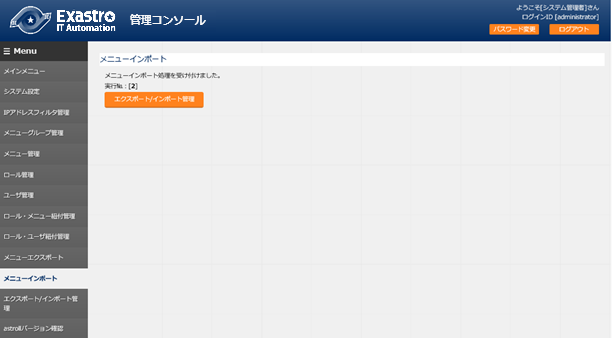 Exastro
IT Automation
管理コンソール
ようこそ[システム管理者]さん
ログインID [administrator]
パスワード変更
ログアウト
Menu
メインメニュー
システム設定
IPアドレスフィルタ管理
メニューグループ管理
メニュー管理
ロール管理
ユーザ管理
ロール・メニュー紐付管理
ロール・ユーザ紐付管理
メニューエクスポート
メニューインポート
エクスポート/インポート管
理
astrollバージョン確認
メニューインポート
メニューインポート処理を受け付けました。
実行No. : [2]
エクスポート/インポート管理